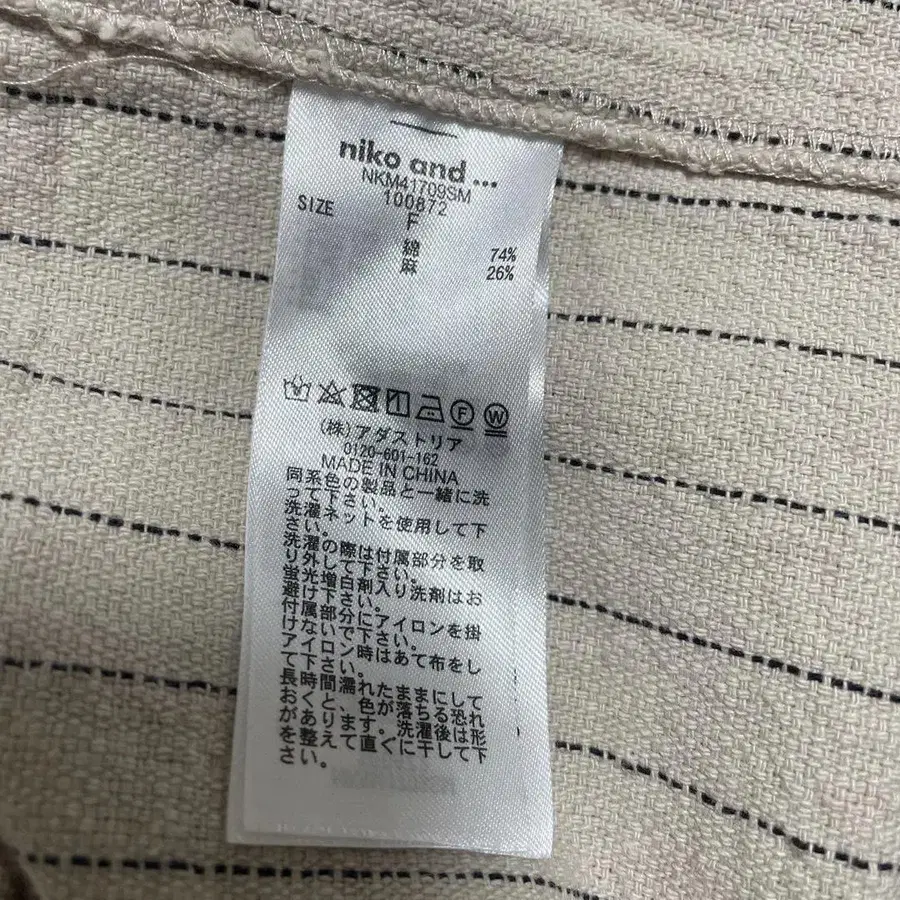 niko and ...
NKM41709SM
100872
SIZE F
綿 74%
麻 26%
F W
(株)アダストリア
0120-601-162
MADE IN CHINA
同系色の製品と一緒に洗
って下さい。
洗濯ネットを使用して下
さい。
洗濯の際は付属部分を取
り外して下さい。
蛍光増白剤入り洗剤はお
避け下さい。
付属部分にアイロンを掛
けないで下さい。
アイロン時はあて布をし
て下さい。
長時間濡れたままにして
おくと、色が落ちる恐れ
があります。洗濯後は形
を整えて直ぐに干して下
さい。